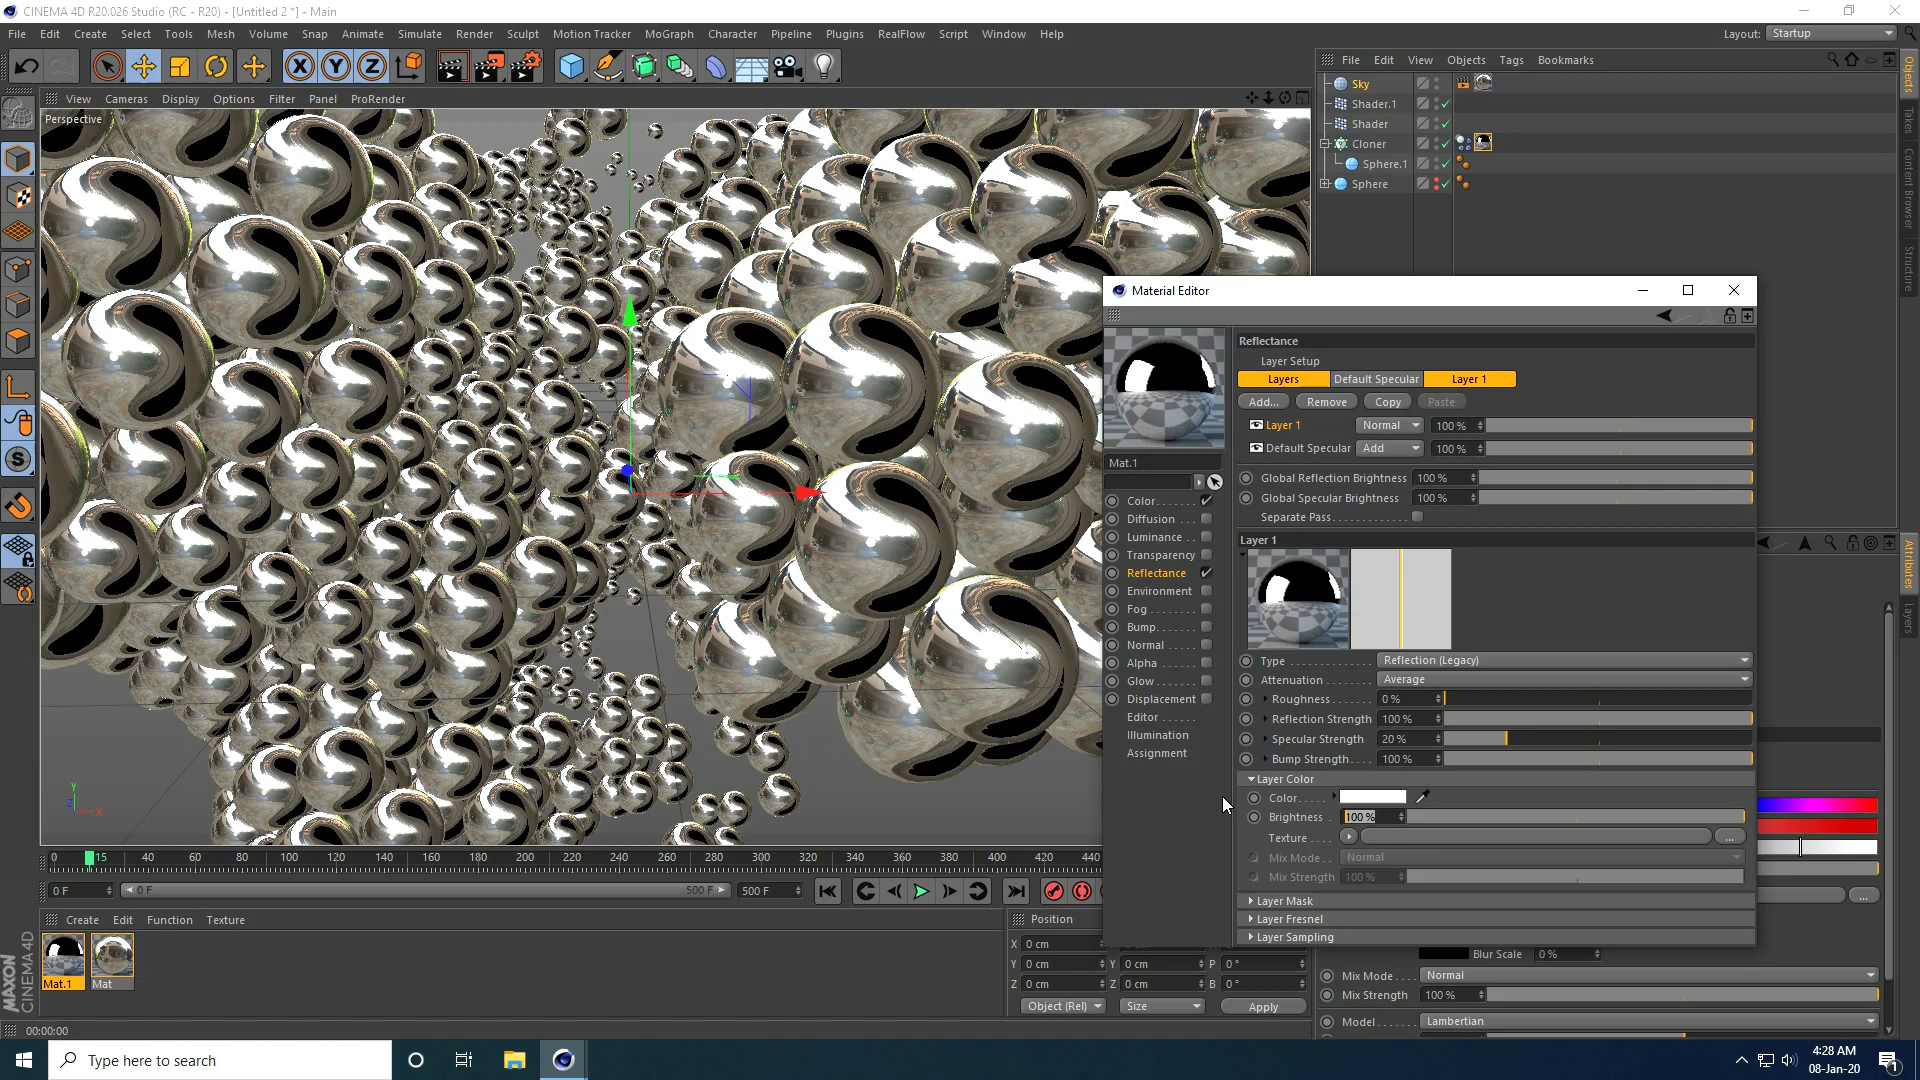 CINEMA 4D R20.026 Studio (RC - R20) - [Untitled 2 *] - Main
File Edit Create Select Tools Mesh Volume Snap Animate Simulate Render Sculpt Motion Tracker MoGraph Character Pipeline Plugins RealFlow Script Window Help
Layout: Startup
File Edit View Objects Tags Bookmarks
View Cameras Display Options Filter Panel ProRender
Perspective
Sky
Shader.1
Shader
Cloner
Sphere.1
Sphere
Objects
Takes
Content Browser
Structure
Attributes
Layers
Material Editor
Reflectance
Layer Setup
Layers Default Specular Layer 1
Add... Remove Copy Paste
Layer 1 Normal 100 %
Default Specular Add 100 %
Mat.1
Global Reflection Brightness 100 %
Global Specular Brightness 100 %
Separate Pass
Color
Diffusion
Luminance
Transparency
Reflectance
Environment
Fog
Bump
Normal
Alpha
Glow
Displacement
Editor
Illumination
Assignment
Layer 1
Type Reflection (Legacy)
Attenuation Average
Roughness 0 %
Reflection Strength 100 %
Specular Strength 20 %
Bump Strength 100 %
Layer Color
Color
Brightness 100 %
Texture ...
Mix Mode Normal
Mix Strength 100 %
Layer Mask
Layer Fresnel
Layer Sampling
Y
Z X
0 15 40 60 80 100 120 140 160 180 200 220 240 260 280 300 320 340 360 380 400 420 440
0 F 0 F 500 F 500 F
Create Edit Function Texture
Mat.1 Mat
MAXON
CINEMA 4D
Position
X 0 cm
Y 0 cm Y 0 cm P 0 °
Z 0 cm Z 0 cm B 0 °
Object (Rel) Size Apply
...
Blur Scale 0 %
Mix Mode Normal
Mix Strength 100 %
Model Lambertian
00:00:00
Type here to search
4:28 AM
08-Jan-20
1